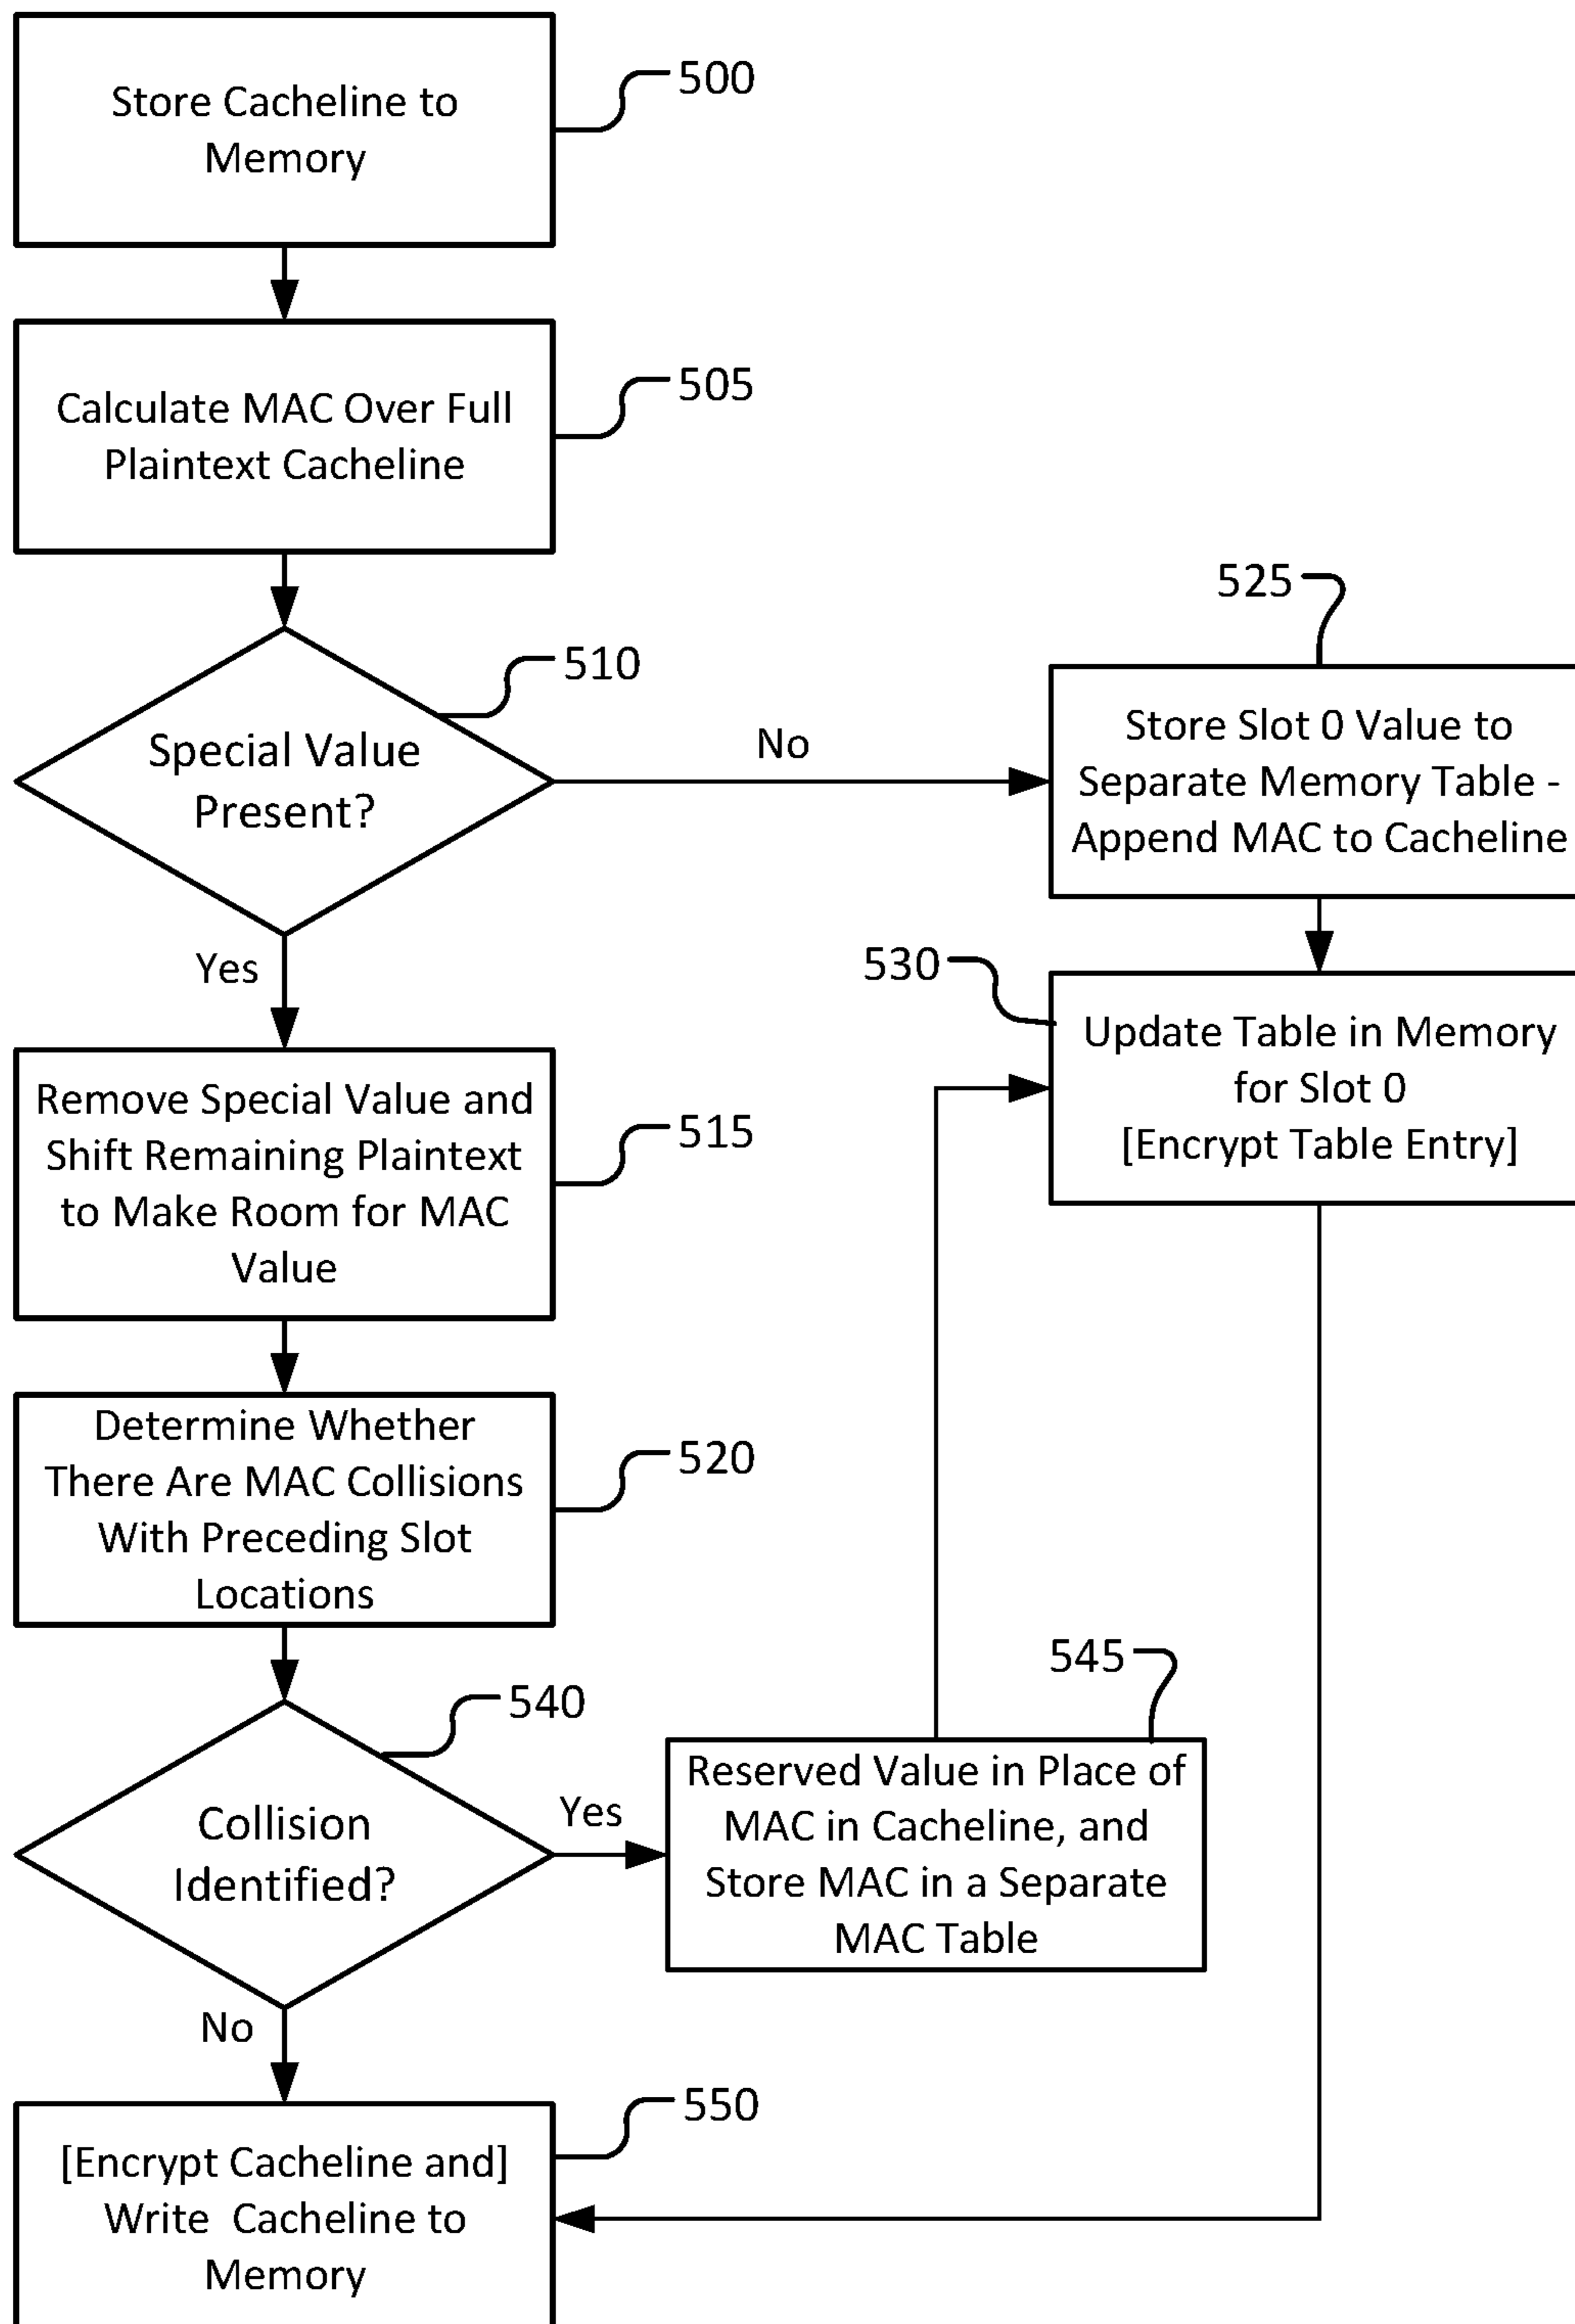 Store Cacheline to
Memory
500
Calculate MAC Over Full
Plaintext Cacheline
505
Special Value
Present?
510
No
Yes
525
Store Slot 0 Value to
Separate Memory Table -
Append MAC to Cacheline
530
Update Table in Memory
for Slot 0
[Encrypt Table Entry]
Remove Special Value and
Shift Remaining Plaintext
to Make Room for MAC
Value
515
Determine Whether
There Are MAC Collisions
With Preceding Slot
Locations
520
Collision
Identified?
540
Yes
No
545
Reserved Value in Place of
MAC in Cacheline, and
Store MAC in a Separate
MAC Table
[Encrypt Cacheline and]
Write  Cacheline to
Memory
550